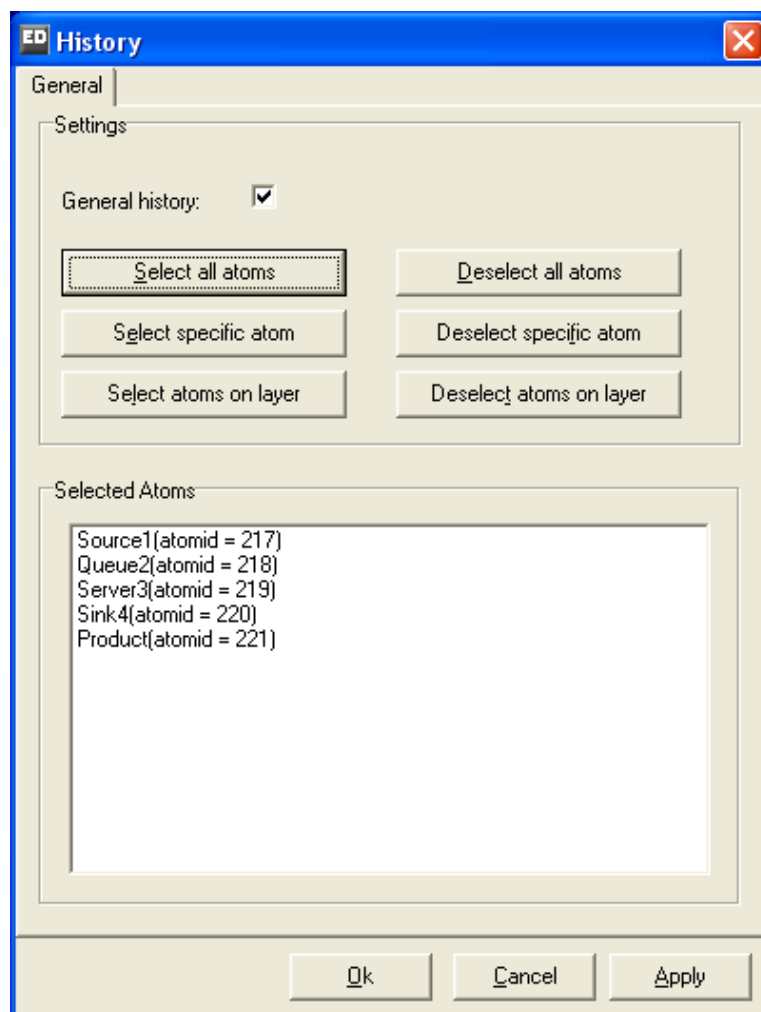 ED History
General
Settings
General history:
Select all atoms Deselect all atoms
Select specific atom Deselect specific atom
Select atoms on layer Deselect atoms on layer
Selected Atoms
Source1(atomid = 217)
Queue2(atomid = 218)
Server3(atomid = 219)
Sink4(atomid = 220)
Product(atomid = 221)
Ok Cancel Apply